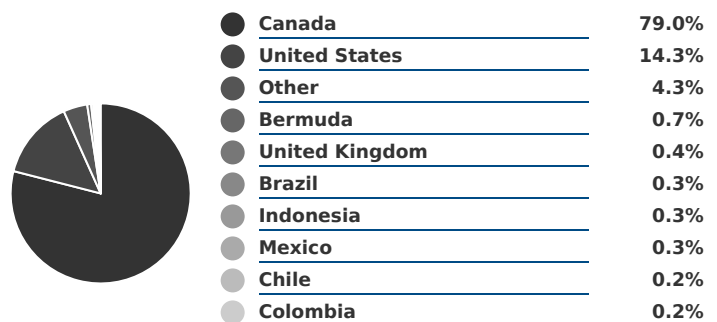 Canada 79.0%
United States 14.3%
Other 4.3%
Bermuda 0.7%
United Kingdom 0.4%
Brazil 0.3%
Indonesia 0.3%
Mexico 0.3%
Chile 0.2%
Colombia 0.2%